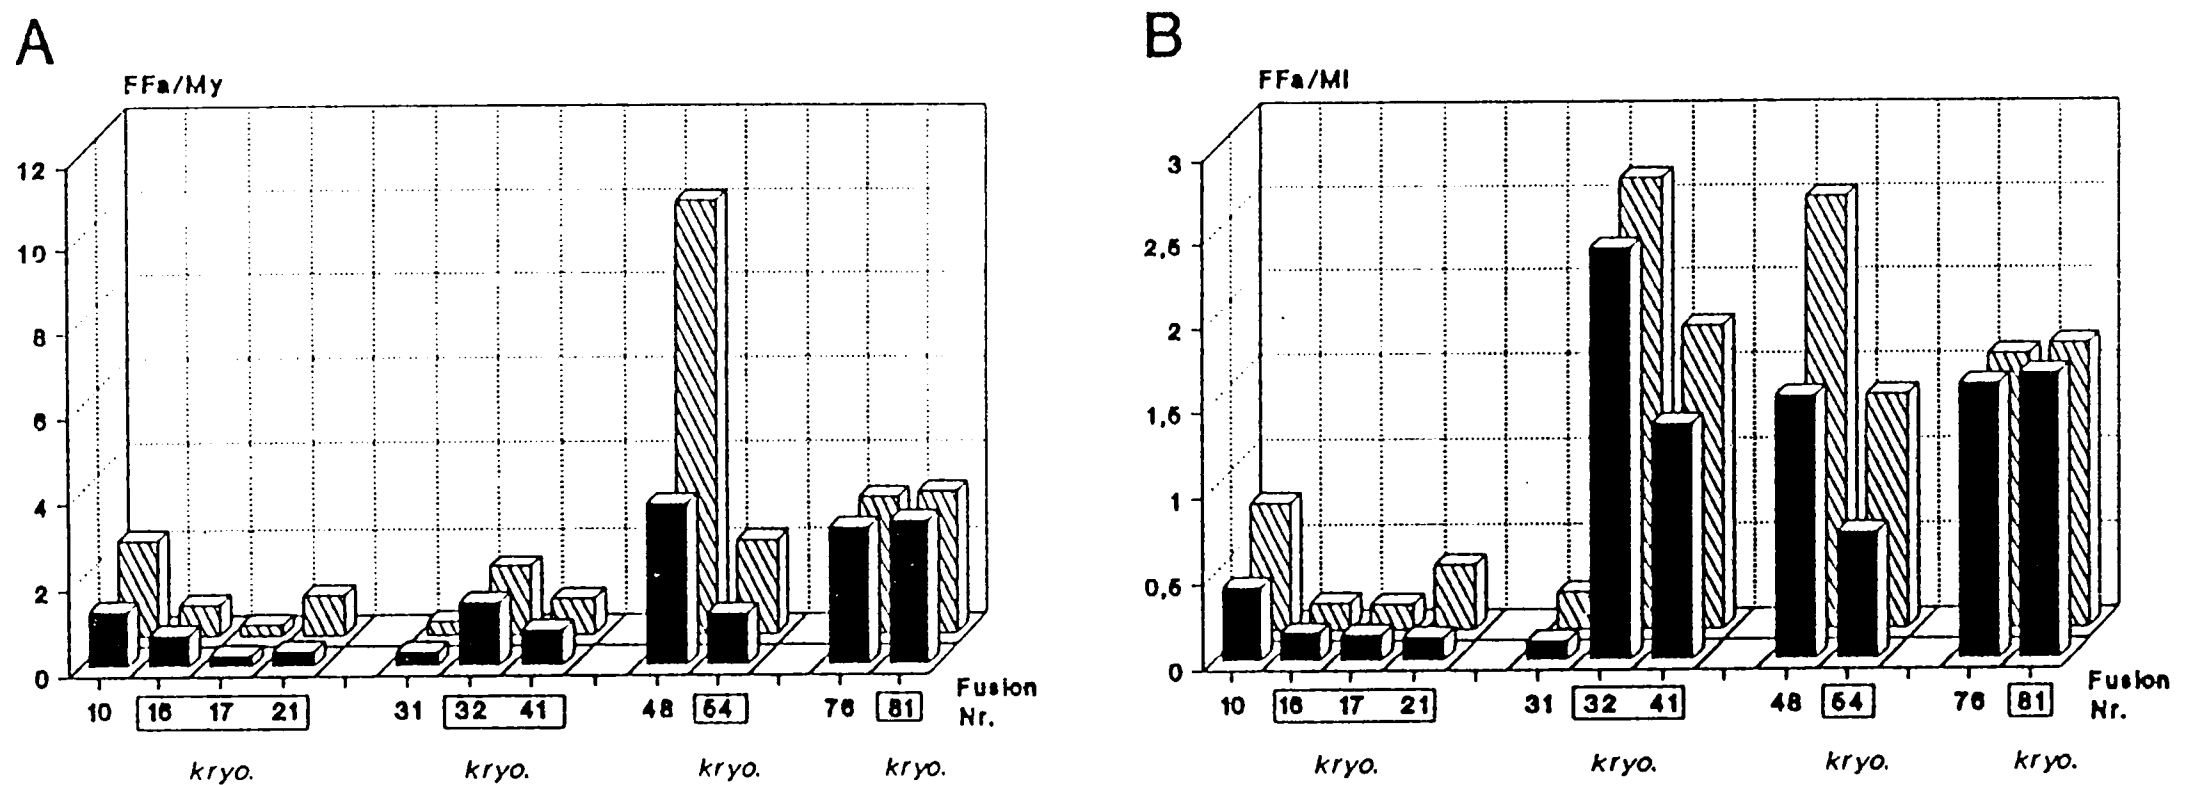 A
FFa/My
12
10
8
6
4
2
0
10 16 17 21 31 32 41 48 54 76 81
Fusion
Nr.
kryo. kryo. kryo. kryo.
B
FFa/Ml
3
2,5
2
1,5
1
0,5
0
10 16 17 21 31 32 41 48 54 76 81
Fusion
Nr.
kryo. kryo. kryo. kryo.